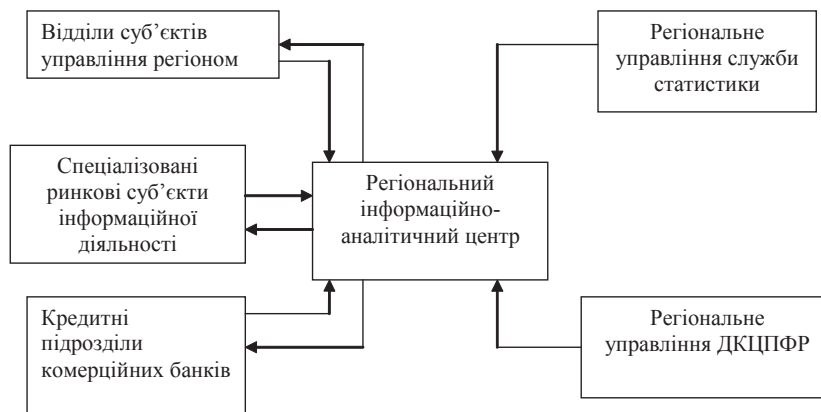 Відділи суб’єктів
управління регіоном
Регіональне
управління служби
статистики
Спеціалізовані
ринкові суб’єкти
інформаційної
діяльності
Регіональний
інформаційно-
аналітичний центр
Кредитні
підрозділи
комерційних банків
Регіональне
управління ДКЦПФР